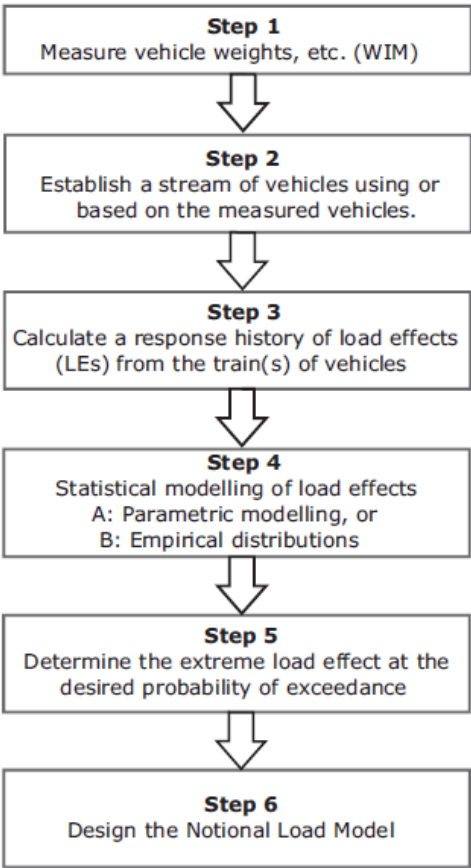 Step 1
Measure vehicle weights, etc. (WIM)
Step 2
Establish a stream of vehicles using or
based on the measured vehicles.
Step 3
Calculate a response history of load effects
(LEs) from the train(s) of vehicles
Step 4
Statistical modelling of load effects
A: Parametric modelling, or
B: Empirical distributions
Step 5
Determine the extreme load effect at the
desired probability of exceedance
Step 6
Design the Notional Load Model